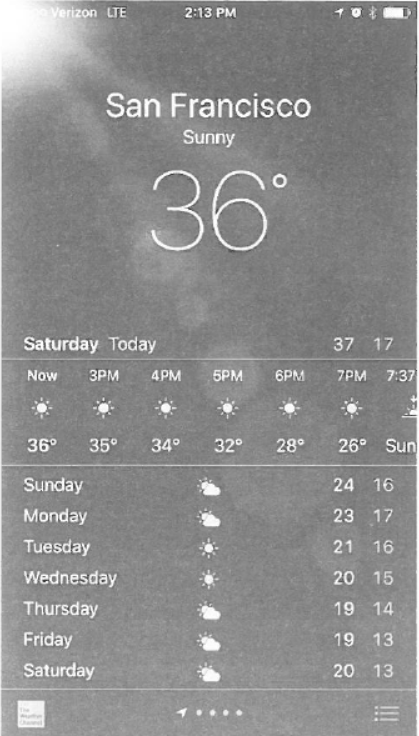 Verizon LTE 2:13 PM
San Francisco
Sunny
36°
Saturday Today 37 17
Now 3PM 4PM 5PM 6PM 7PM 7:37
36° 35° 34° 32° 28° 26° Sun
Sunday 24 16
Monday 23 17
Tuesday 21 16
Wednesday 20 15
Thursday 19 14
Friday 19 13
Saturday 20 13
The
Weather
Channel